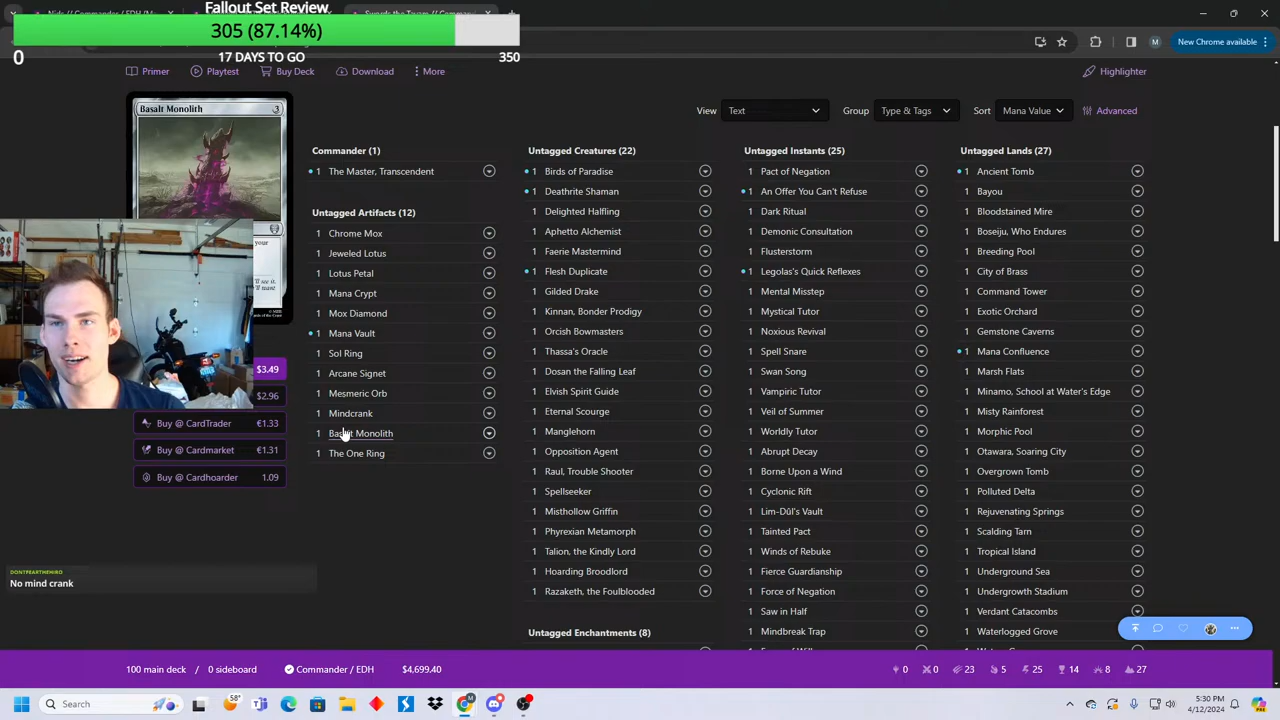 Fallout Set Review
305 (87.14%)
0
17 DAYS TO GO
350
New Chrome available
Primer
Playtest
Buy Deck
Download
More
Highlighter
Basalt Monolith
3
$3.49
$2.96
Buy @ CardTrader €1.33
Buy @ Cardmarket €1.31
Buy @ Cardhoarder 1.09
DONTFEARTHEHIRO
No mind crank
View Text
Group Type & Tags
Sort Mana Value
Advanced
Commander (1)
1 The Master, Transcendent
Untagged Artifacts (12)
1 Chrome Mox
1 Jeweled Lotus
1 Lotus Petal
1 Mana Crypt
1 Mox Diamond
1 Mana Vault
1 Sol Ring
1 Arcane Signet
1 Mesmeric Orb
1 Mindcrank
1 Basalt Monolith
1 The One Ring
Untagged Creatures (22)
1 Birds of Paradise
1 Deathrite Shaman
1 Delighted Halfling
1 Aphetto Alchemist
1 Faerie Mastermind
1 Flesh Duplicate
1 Gilded Drake
1 Kinnan, Bonder Prodigy
1 Orcish Bowmasters
1 Thassa's Oracle
1 Dosan the Falling Leaf
1 Elvish Spirit Guide
1 Eternal Scourge
1 Manglehorn
1 Opposition Agent
1 Raul, Trouble Shooter
1 Spellseeker
1 Misthollow Griffin
1 Phyrexian Metamorph
1 Talion, the Kindly Lord
1 Hoarding Broodlord
1 Razaketh, the Foulblooded
Untagged Enchantments (8)
Untagged Instants (25)
1 Pact of Negation
1 An Offer You Can't Refuse
1 Dark Ritual
1 Demonic Consultation
1 Flusterstorm
1 Legolas's Quick Reflexes
1 Mental Misstep
1 Mystical Tutor
1 Noxious Revival
1 Spell Snare
1 Swan Song
1 Vampiric Tutor
1 Veil of Summer
1 Worldly Tutor
1 Abrupt Decay
1 Borne Upon a Wind
1 Cyclonic Rift
1 Lim-Dûl's Vault
1 Tainted Pact
1 Winds of Rebuke
1 Fierce Guardianship
1 Force of Negation
1 Saw in Half
1 Mindbreak Trap
Untagged Lands (27)
1 Ancient Tomb
1 Bayou
1 Bloodstained Mire
1 Boseiju, Who Endures
1 Breeding Pool
1 City of Brass
1 Command Tower
1 Exotic Orchard
1 Gemstone Caverns
1 Mana Confluence
1 Marsh Flats
1 Minamo, School at Water's Edge
1 Misty Rainforest
1 Morphic Pool
1 Otawara, Soaring City
1 Overgrown Tomb
1 Polluted Delta
1 Rejuvenating Springs
1 Scalding Tarn
1 Tropical Island
1 Underground Sea
1 Undergrowth Stadium
1 Verdant Catacombs
1 Waterlogged Grove
100 main deck / 0 sideboard
Commander / EDH
$4,699.40
0 0 23 5 25 14 8 27
Search
58°
5:30 PM
4/12/2024